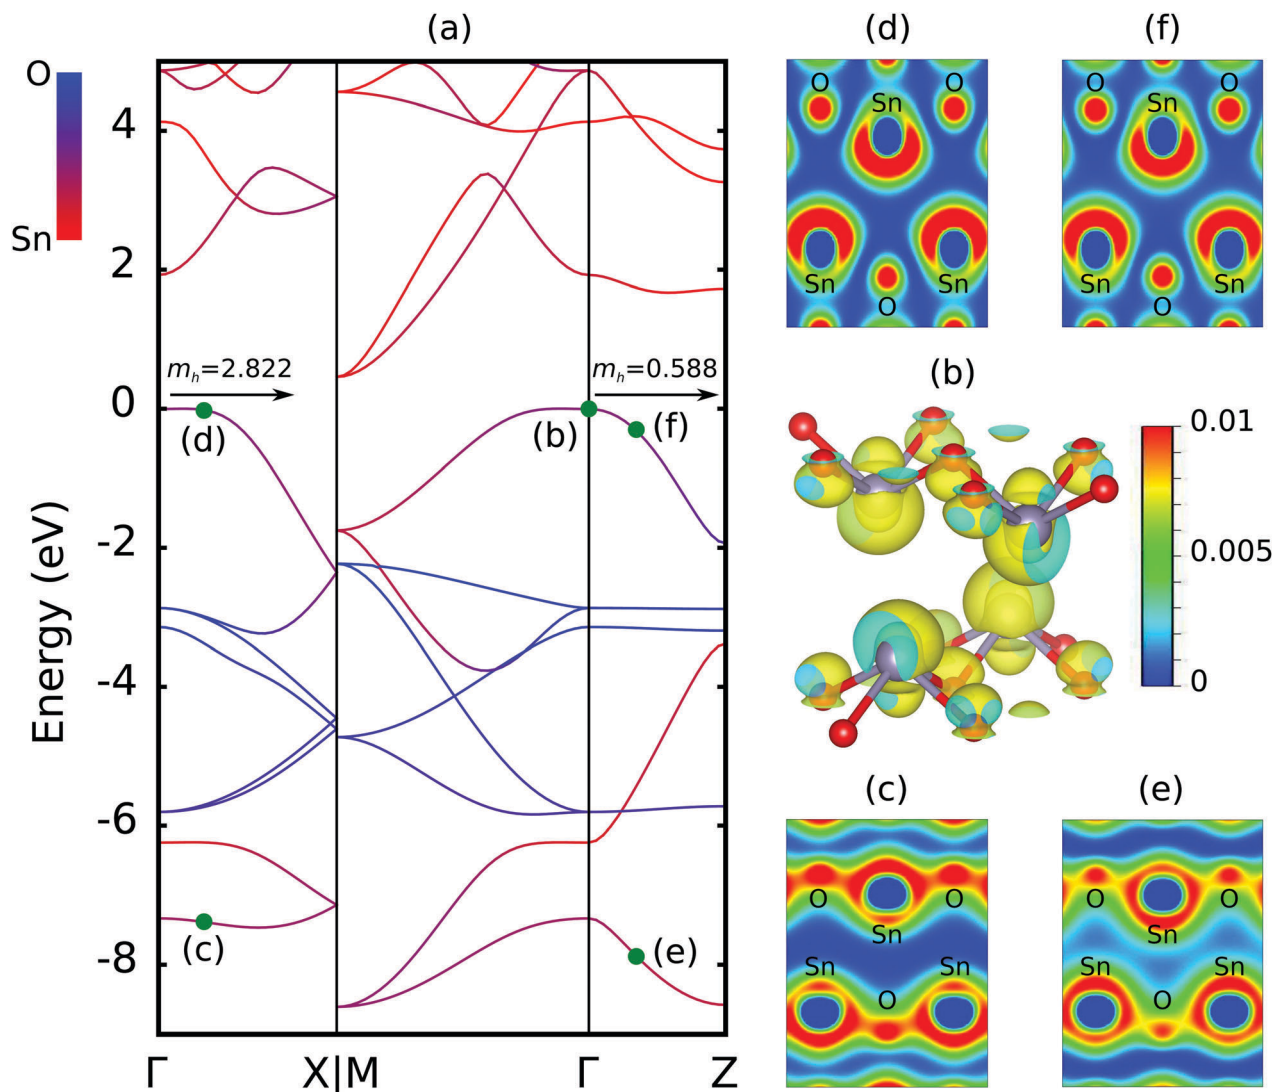 (a)
O
Sn
4
2
0
-2
-4
-6
-8
Energy (eV)
m_h=2.822
m_h=0.588
(d)
(b)
(f)
(c)
(e)
Γ
X|M
Γ
Z
(d)
O
Sn
O
Sn
Sn
O
(f)
O
Sn
O
Sn
Sn
O
(b)
0.01
0.005
0
(c)
O
O
Sn
Sn
Sn
O
(e)
O
O
Sn
Sn
Sn
O